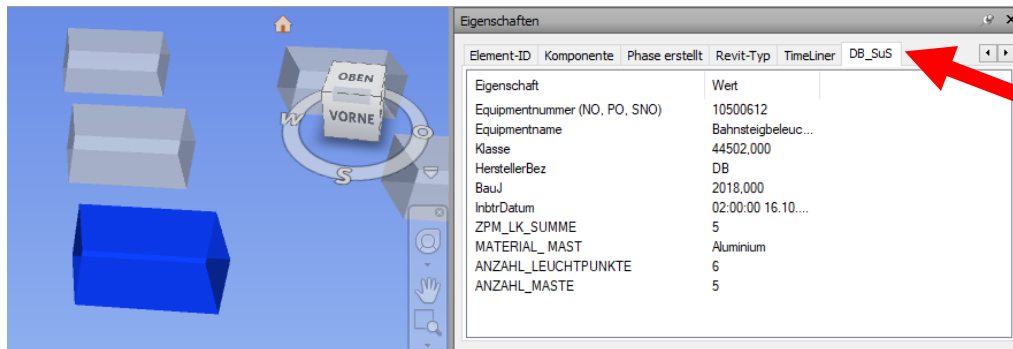 Eigenschaften
Element-ID Komponente Phase erstellt Revit-Typ TimeLiner DB_SuS
Eigenschaft Wert
Equipmentnummer (NO, PO, SNO) 10500612
Equipmentname Bahnsteigbeleuc...
Klasse 44502,000
HerstellerBez DB
BauJ 2018,000
InbtrDatum 02:00:00 16.10....
ZPM_LK_SUMME 5
MATERIAL_ MAST Aluminium
ANZAHL_LEUCHTPUNKTE 6
ANZAHL_MASTE 5
OBEN
VORNE
W
O
S